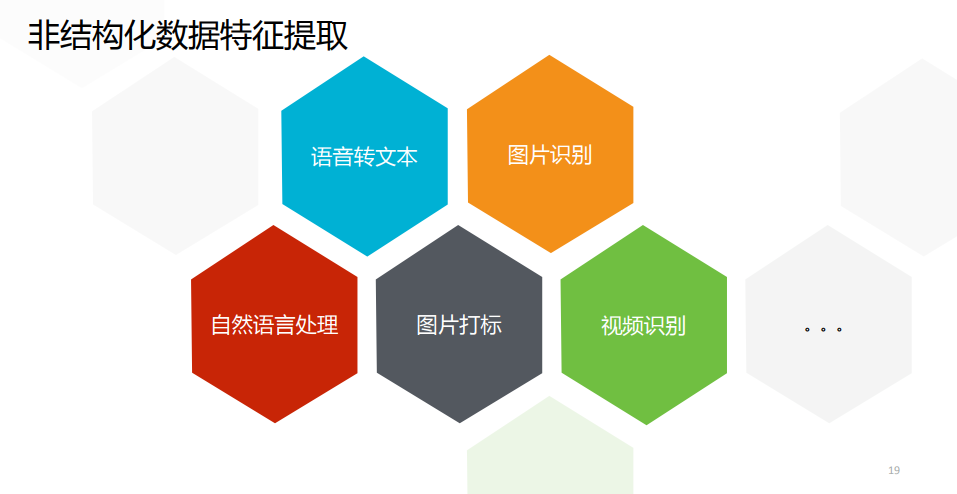 非结构化数据特征提取
语音转文本
图片识别
自然语言处理
图片打标
视频识别
。。。
19